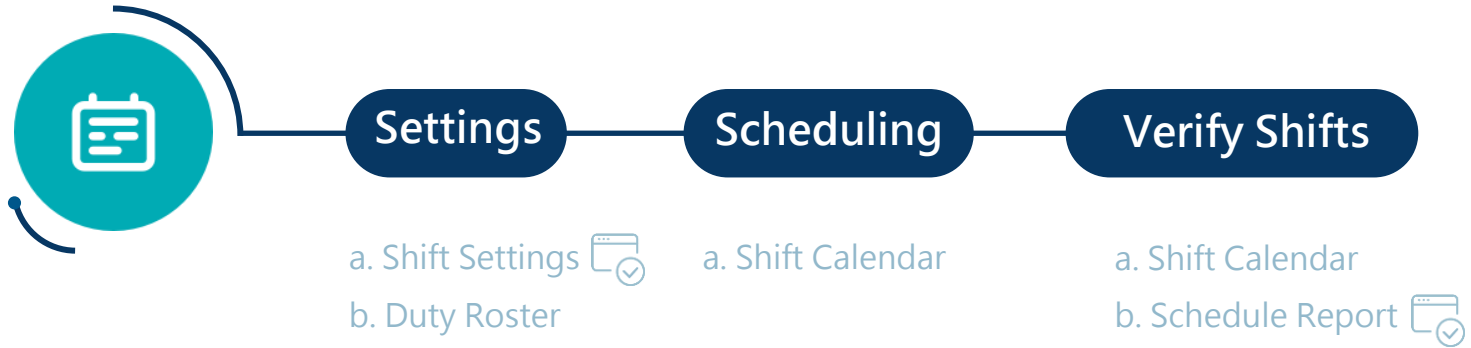 Settings
Scheduling
Verify Shifts
a. Shift Settings
b. Duty Roster
a. Shift Calendar
a. Shift Calendar
b. Schedule Report